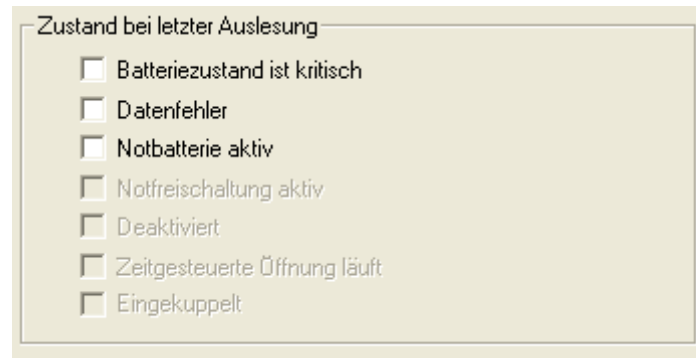 Zustand bei letzter Auslesung
Batteriezustand ist kritisch
Datenfehler
Notbatterie aktiv
Notfreischaltung aktiv
Deaktiviert
Zeitgesteuerte Öffnung läuft
Eingekuppelt